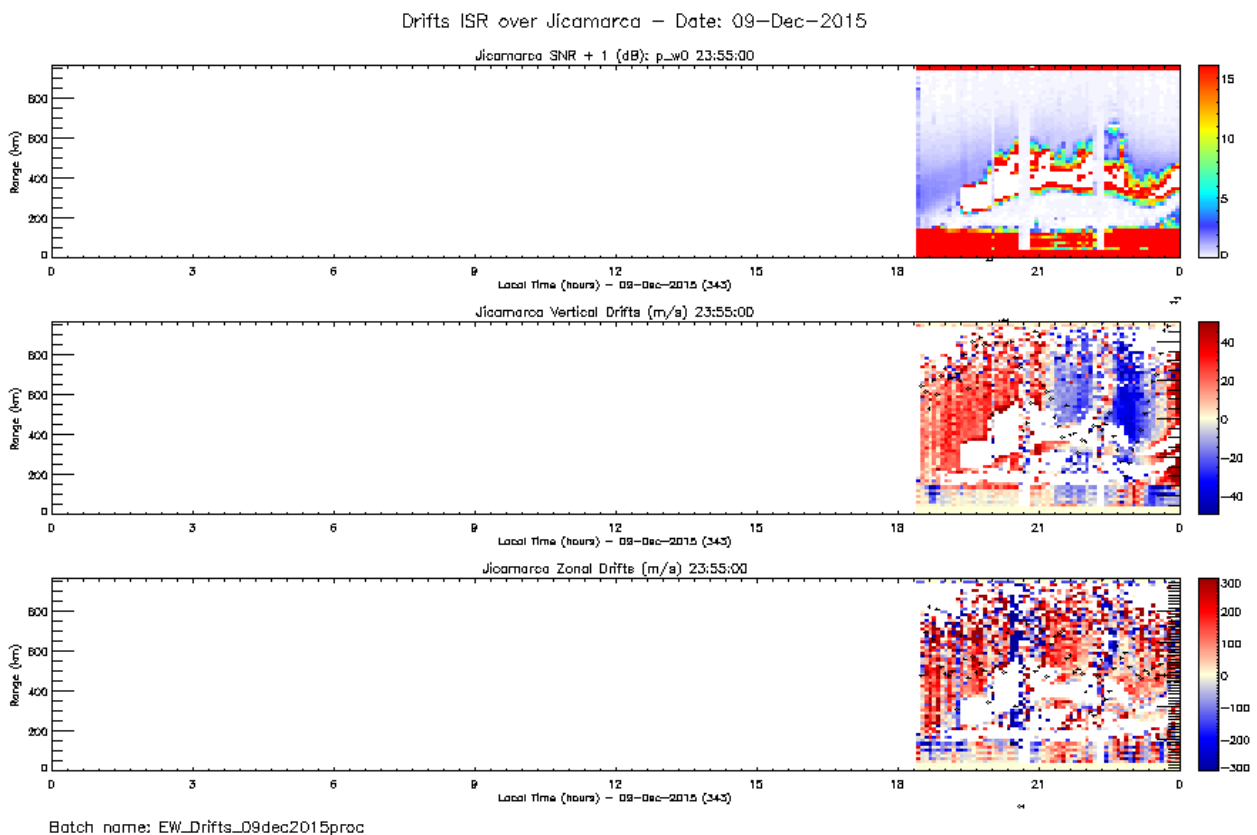 Drifts ISR over Jicamarca - Date: 09-Dec-2015
Jicamarca SNR + 1 (dB): p_w0 23:55:00
Range (km)
800
600
400
200
0
0 3 6 9 12 15 18 21 0
Local Time (hours) - 09-Dec-2015 (343)
15
10
5
0
Jicamarca Vertical Drifts (m/s) 23:55:00
Range (km)
800
600
400
200
0
0 3 6 9 12 15 18 21 0
Local Time (hours) - 09-Dec-2015 (343)
40
20
0
-20
-40
Jicamarca Zonal Drifts (m/s) 23:55:00
Range (km)
800
600
400
200
0
0 3 6 9 12 15 18 21 0
Local Time (hours) - 09-Dec-2015 (343)
300
200
100
0
-100
-200
-300
Batch name: EW_Drifts_09dec2015proc